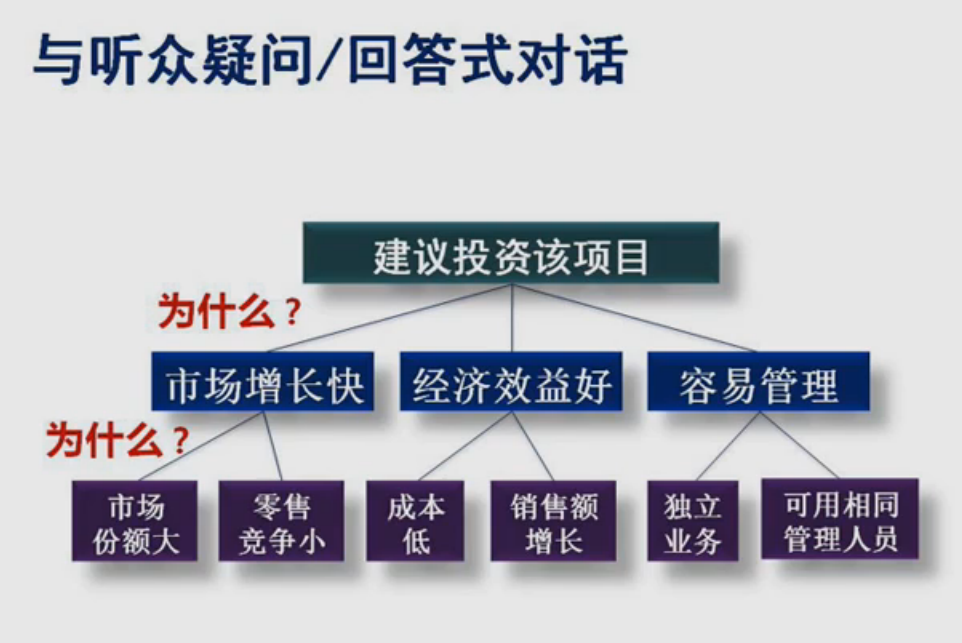 与听众疑问/回答式对话
建议投资该项目
为什么？
市场增长快
经济效益好
容易管理
为什么？
市场
份额大
零售
竞争小
成本
低
销售额
增长
独立
业务
可用相同
管理人员